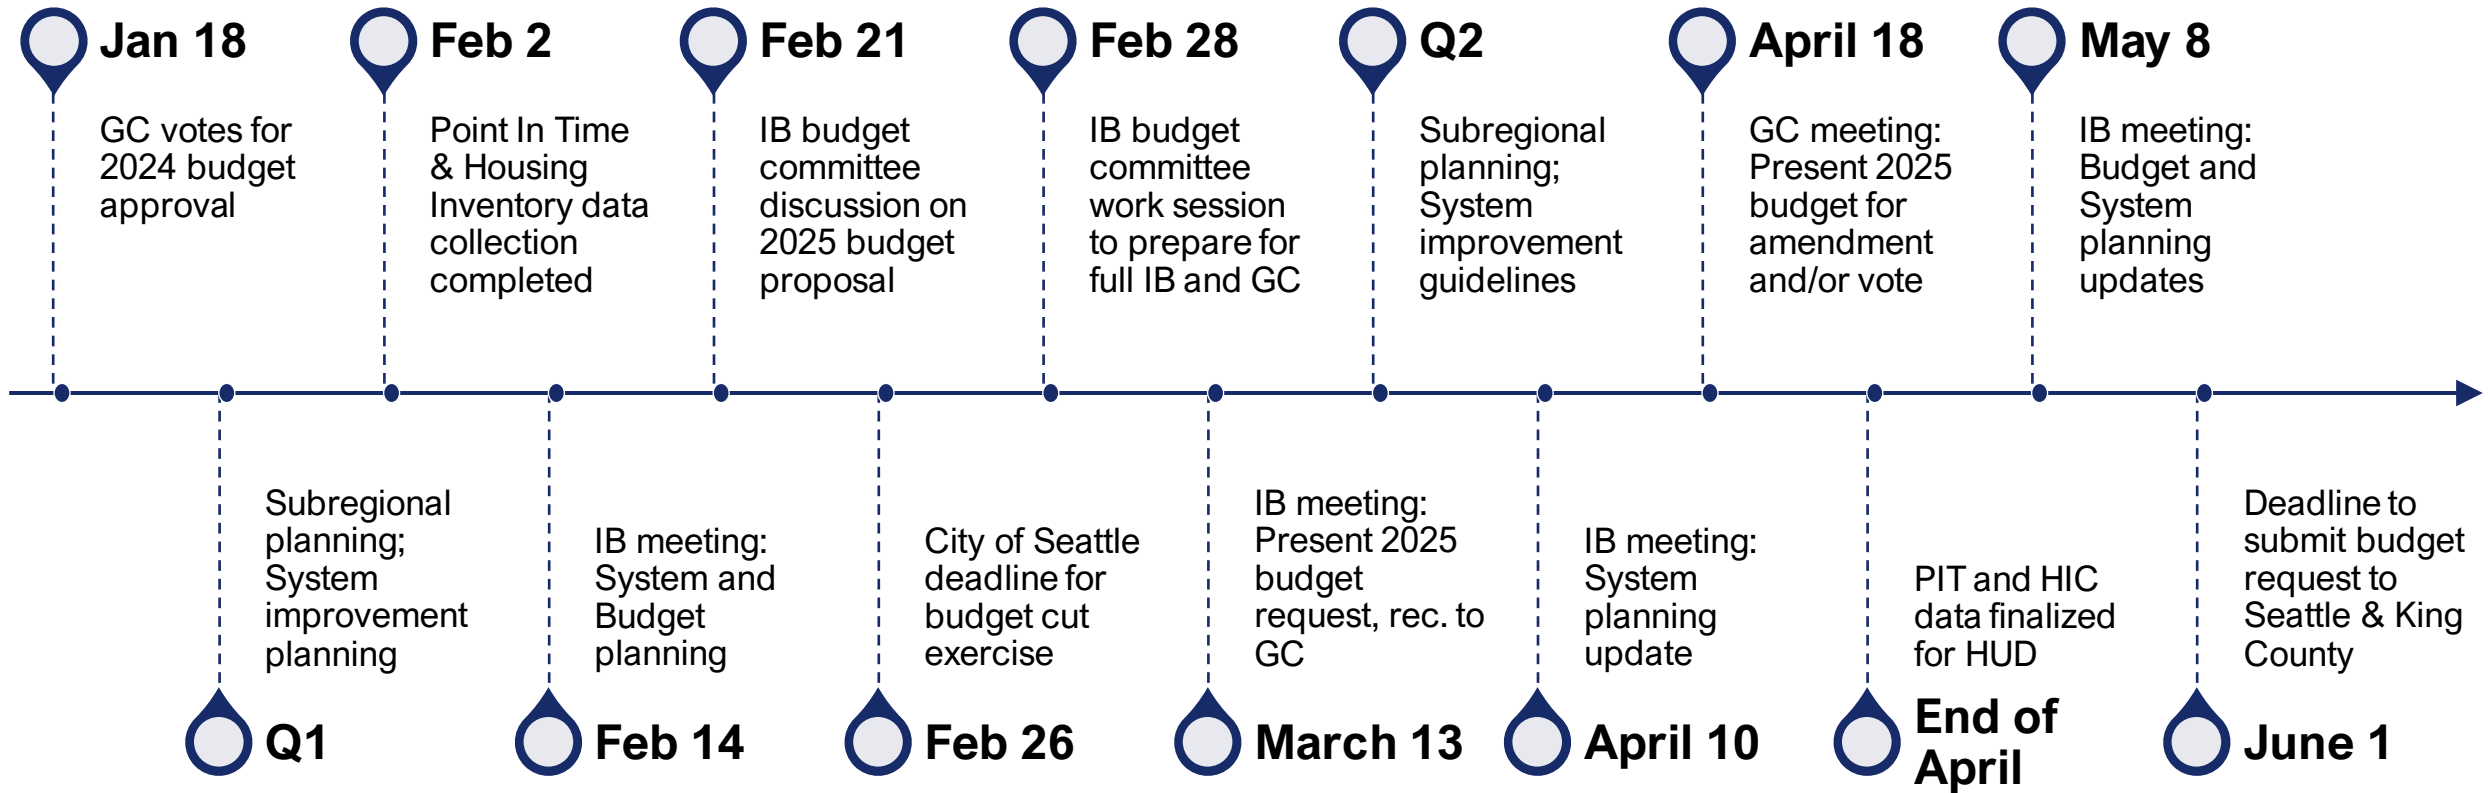 Jan 18
GC votes for
2024 budget
approval
Feb 2
Point In Time
& Housing
Inventory data
collection
completed
Feb 21
IB budget
committee
discussion on
2025 budget
proposal
Feb 28
IB budget
committee
work session
to prepare for
full IB and GC
Q2
Subregional
planning;
System
improvement
guidelines
April 18
GC meeting:
Present 2025
budget for
amendment
and/or vote
May 8
IB meeting:
Budget and
System
planning
updates
Subregional
planning;
System
improvement
planning
Q1
IB meeting:
System and
Budget
planning
Feb 14
City of Seattle
deadline for
budget cut
exercise
Feb 26
IB meeting:
Present 2025
budget
request, rec. to
GC
March 13
IB meeting:
System
planning
update
April 10
PIT and HIC
data finalized
for HUD
End of
April
Deadline to
submit budget
request to
Seattle & King
County
June 1